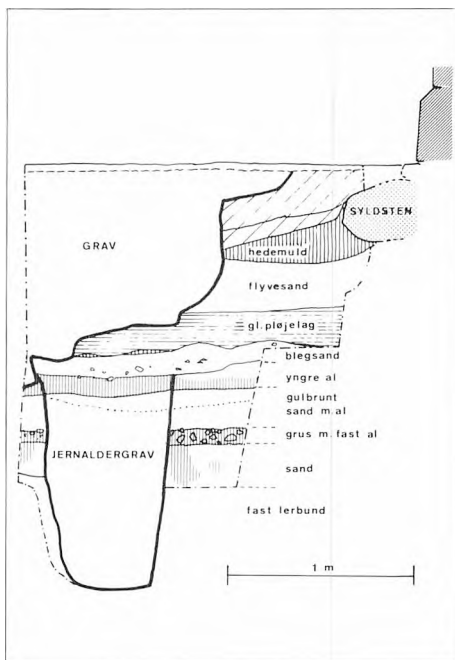 SYLDSTEN
GRAV
hedemuld
flyvesand
gl.pløjelag
blegsand
yngre al
gulbrunt
sand m.al
grus m. fast al
JERNALDERGRAV
sand
fast lerbund
1 m